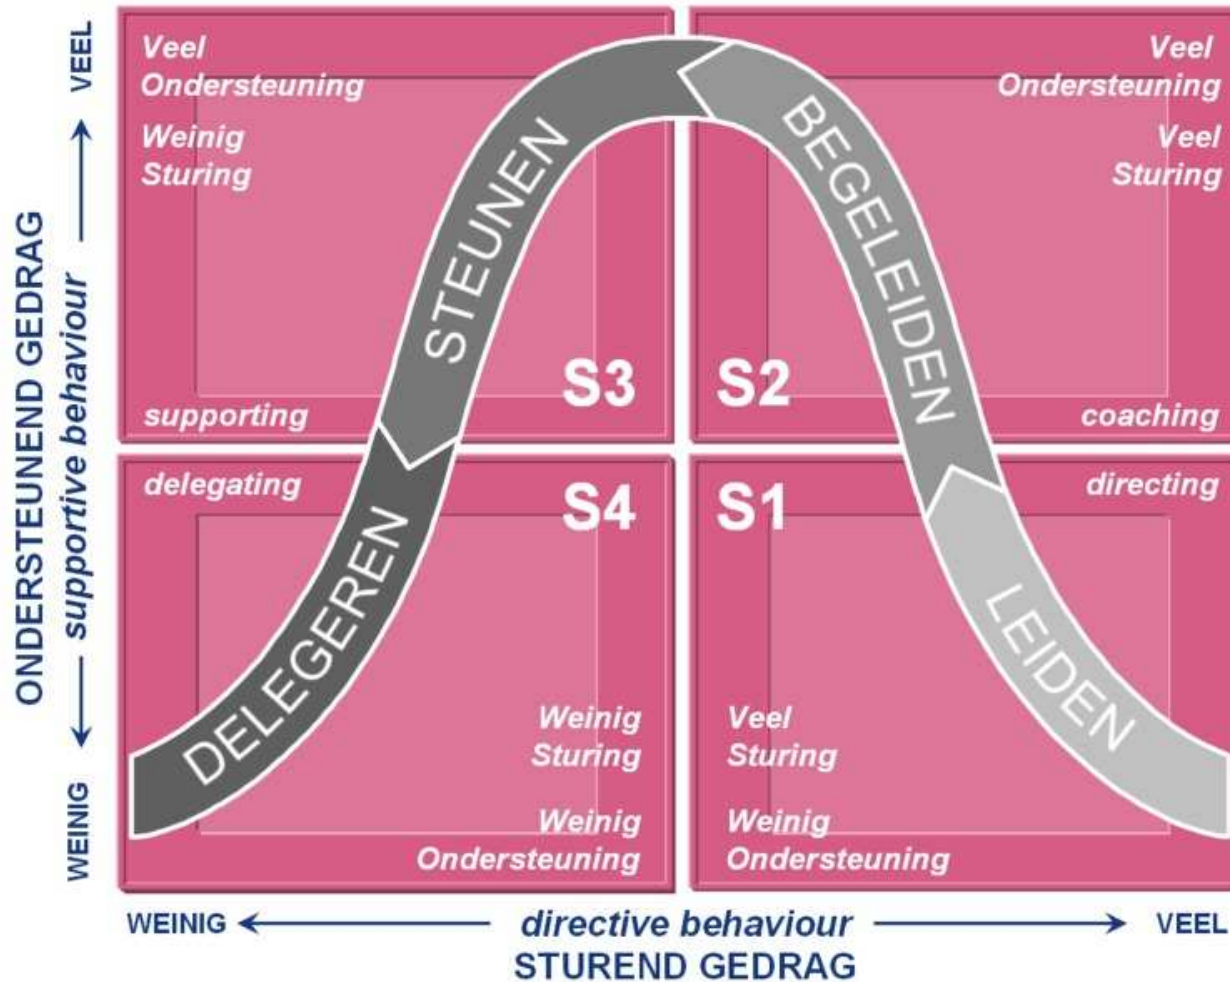 VEEL
ONDERSTEUNEND GEDRAG
supportive behaviour
WEINIG
Veel
Ondersteuning
Weinig
Sturing
STEUNEN
S3
supporting
Veel
Ondersteuning
Veel
Sturing
BEGELEIDEN
S2
coaching
delegating
S4
DELEGEREN
Weinig
Sturing
Weinig
Ondersteuning
S1
directing
LEIDEN
Veel
Sturing
Weinig
Ondersteuning
WEINIG
directive behaviour
VEEL
STUREND GEDRAG